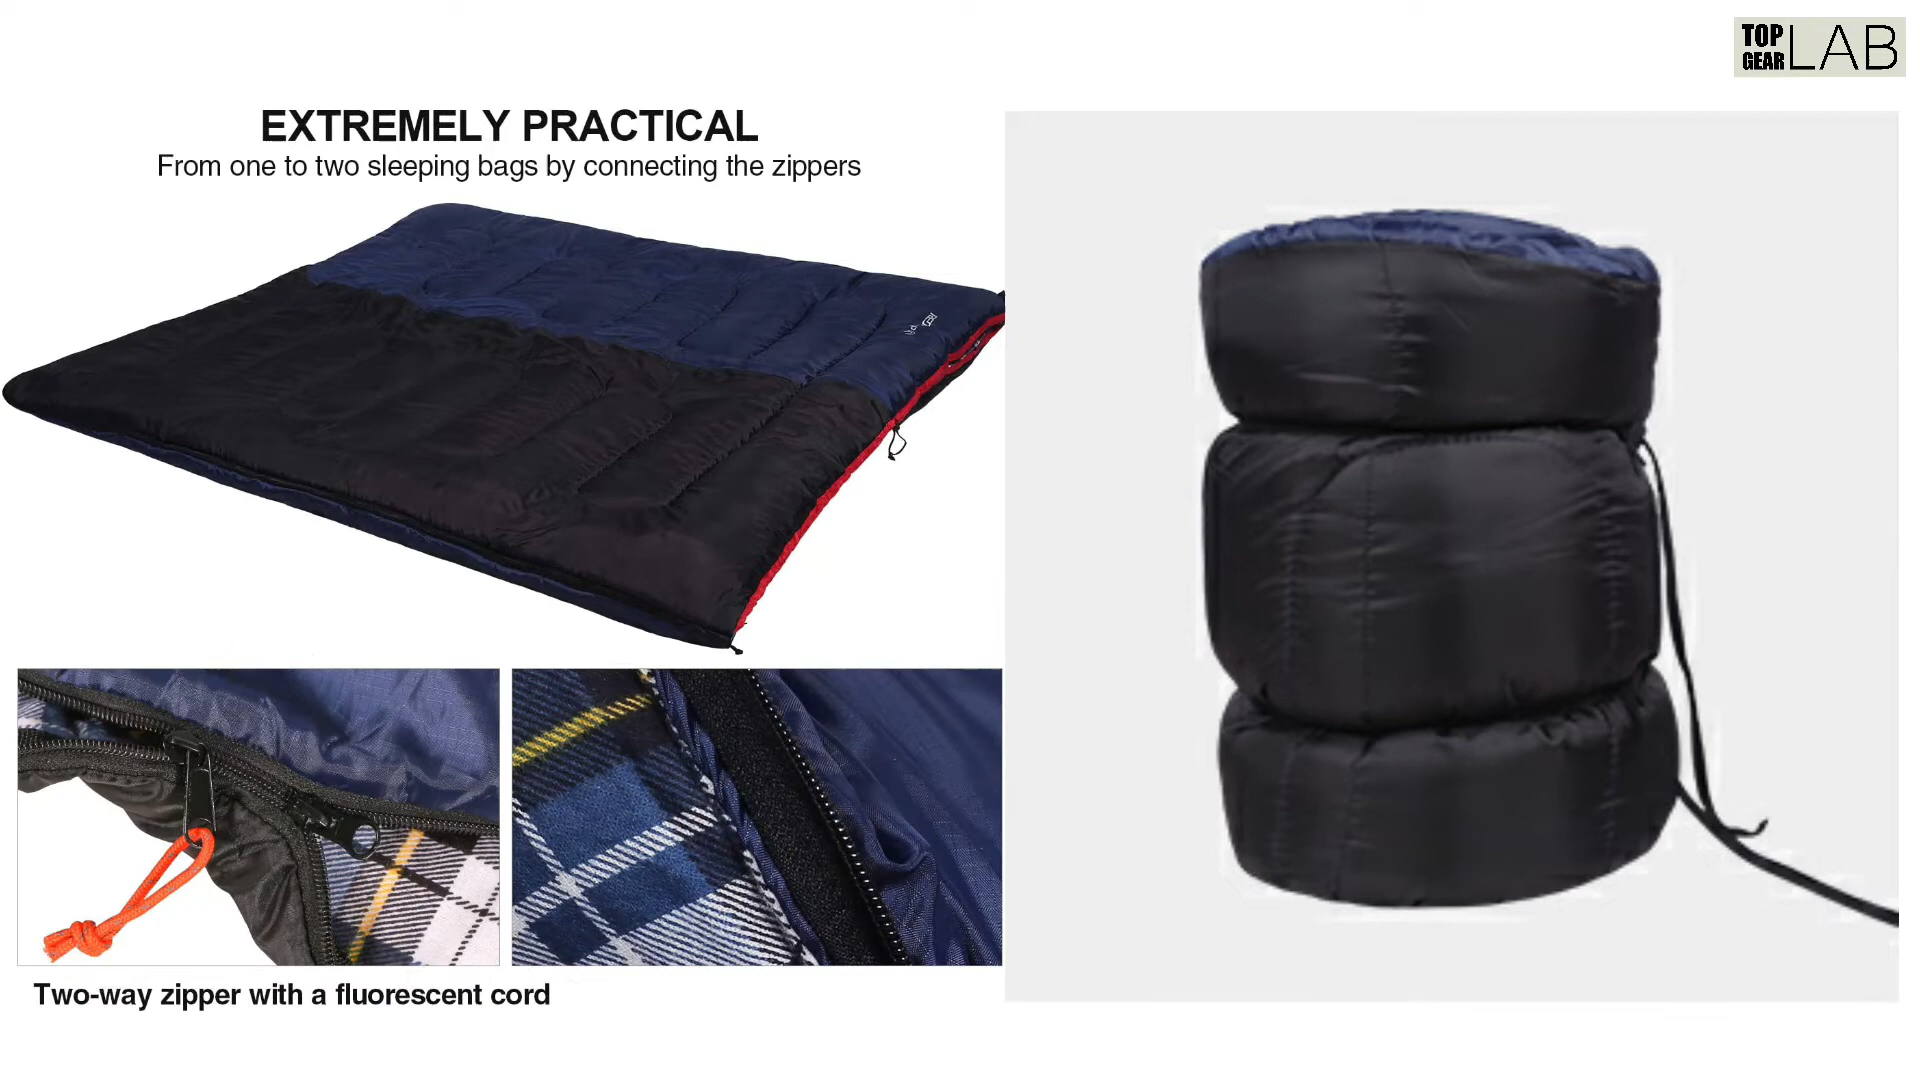 TOP
GEAR LAB
EXTREMELY PRACTICAL
From one to two sleeping bags by connecting the zippers
Two-way zipper with a fluorescent cord